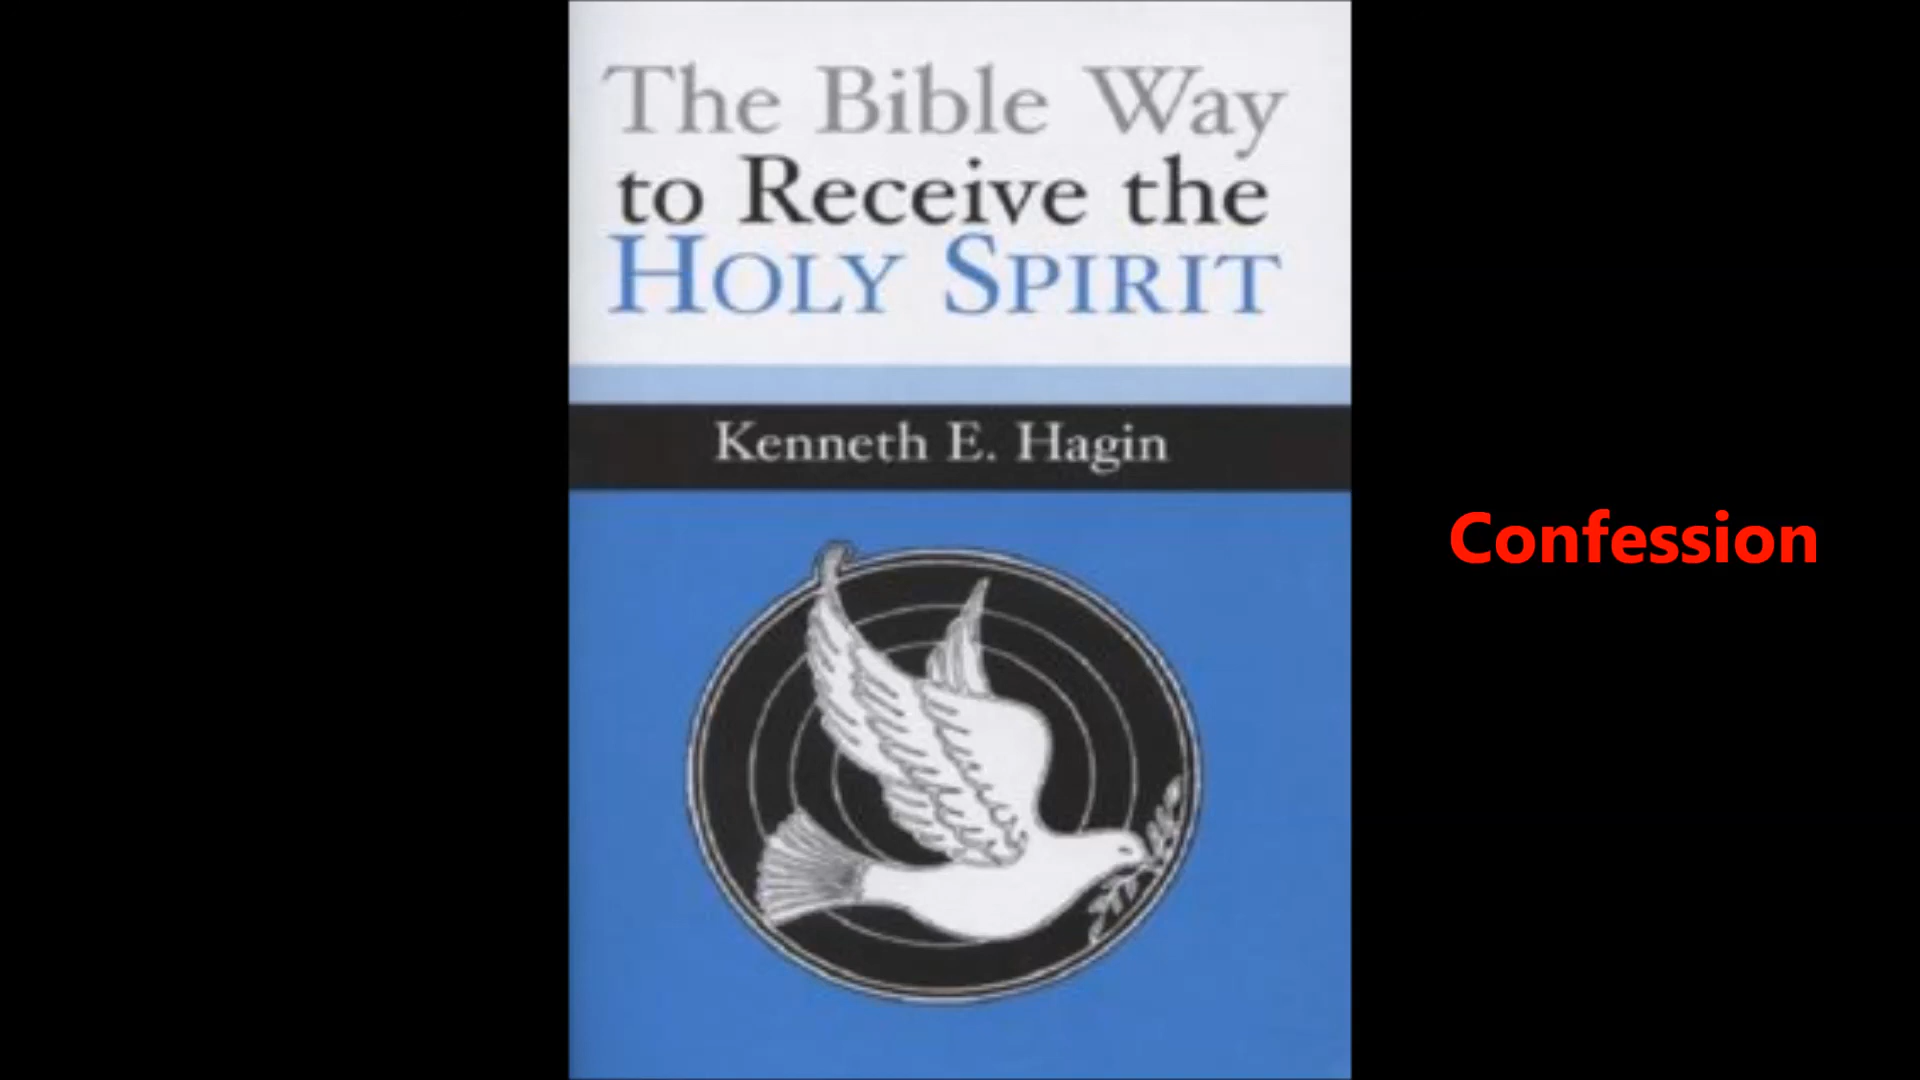 The Bible Way
to Receive the
HOLY SPIRIT
Kenneth E. Hagin
Confession